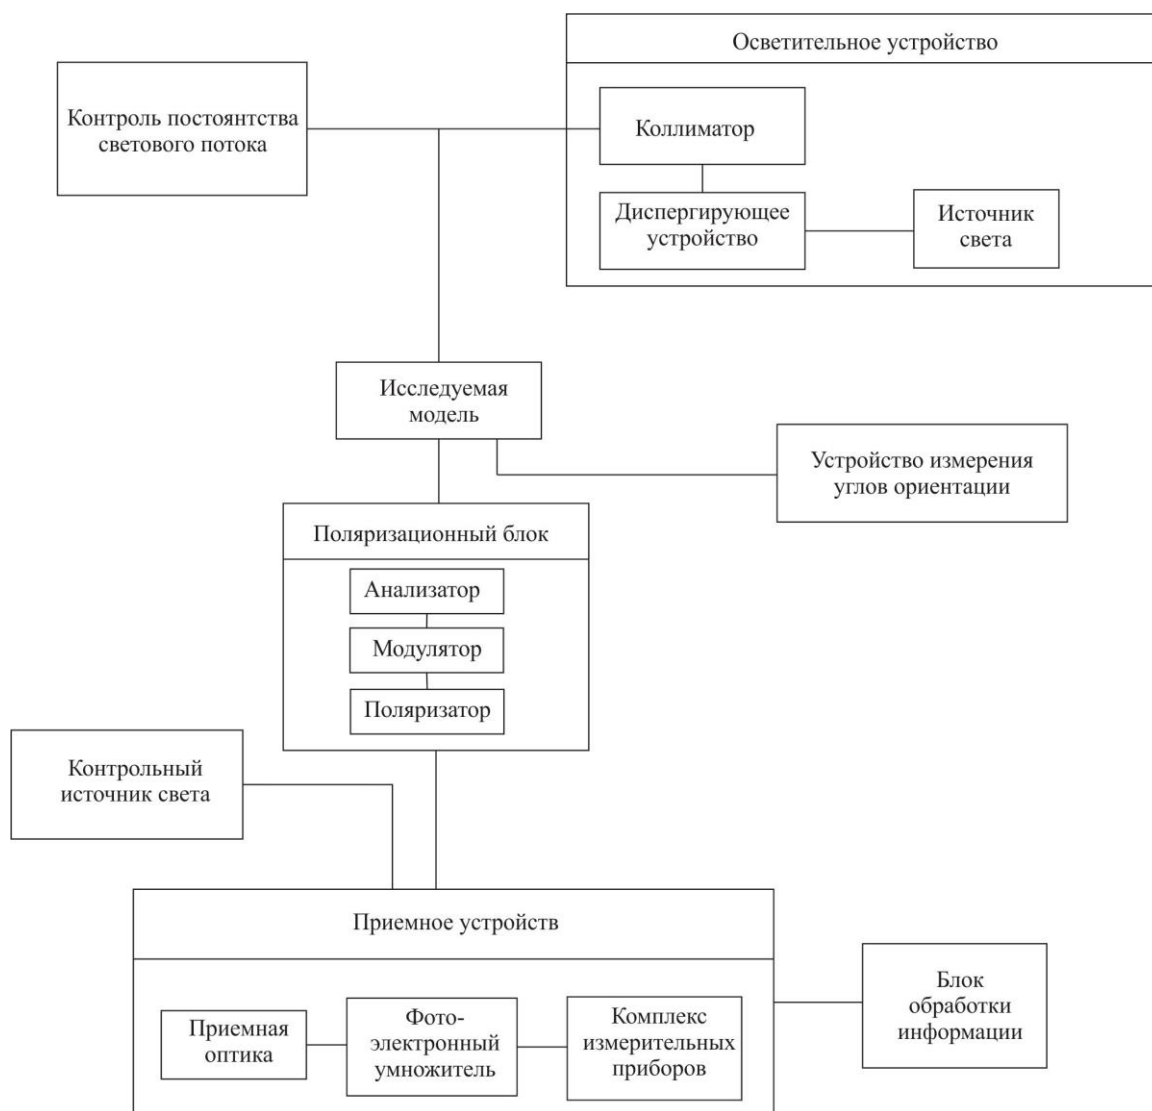 Осветительное устройство
Контроль постоянтства
светового потока
Коллиматор
Диспергирующее
устройство
Источник
света
Исследуемая
модель
Устройство измерения
углов ориентации
Поляризационный блок
Анализатор
Модулятор
Поляризатор
Контрольный
источник света
Приемное устройств
Приемная
оптика
Фото-
электронный
умножитель
Комплекс
измерительных
приборов
Блок
обработки
информации